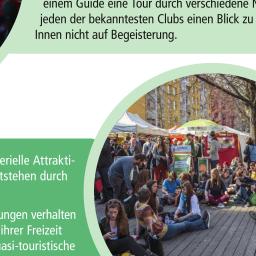 einem Guide eine Tour durch verschiedene
jeden der bekanntesten Clubs einen Blick zu
Innen nicht auf Begeisterung.
erielle Attrakti-
tstehen durch
ungen verhalten
ihrer Freizeit
asi-touristische